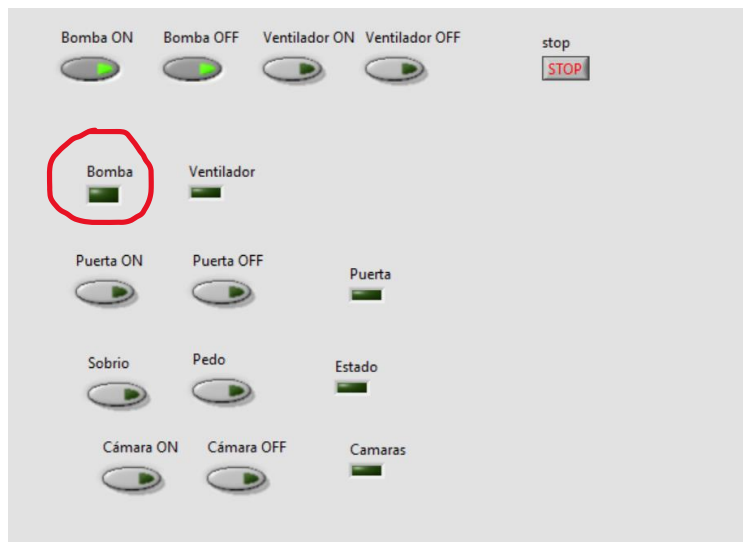 Bomba ON Bomba OFF Ventilador ON Ventilador OFF stop
STOP
Bomba Ventilador
Puerta ON Puerta OFF Puerta
Sobrio Pedo Estado
Cámara ON Cámara OFF Camaras